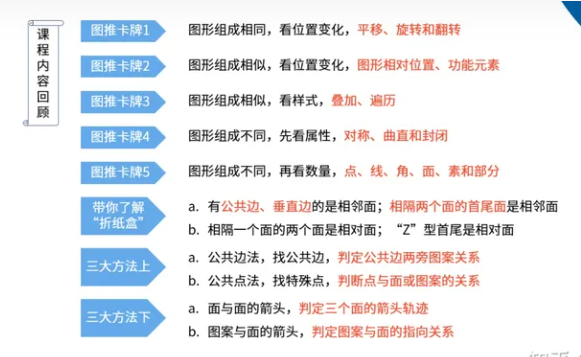 课程内容回顾
图推卡牌1
图形组成相同，看位置变化，平移、旋转和翻转
图推卡牌2
图形组成相似，看位置变化，图形相对位置、功能元素
图推卡牌3
图形组成相似，看样式，叠加、遍历
图推卡牌4
图形组成不同，先看属性，对称、曲直和封闭
图推卡牌5
图形组成不同，再看数量，点、线、角、面、素和部分
带你了解
“折纸盒”
a. 有公共边、垂直边的是相邻面；相隔两个面的首尾面是相邻面
b. 相隔一个面的两个面是相对面；“Z”型首尾是相对面
三大方法上
a. 公共边法，找公共边，判定公共边两旁图案关系
b. 公共点法，找特殊点，判断点与面或图案的关系
三大方法下
a. 面与面的箭头，判定三个面的箭头轨迹
b. 图案与面的箭头，判定图案与面的指向关系